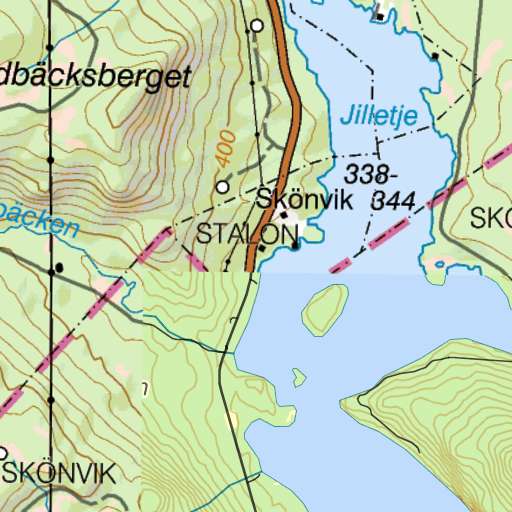 dbäcksberget
Jilletje
400
338-
344
Skönvik
bäcken
STALON
SKÖ
SKÖNVIK